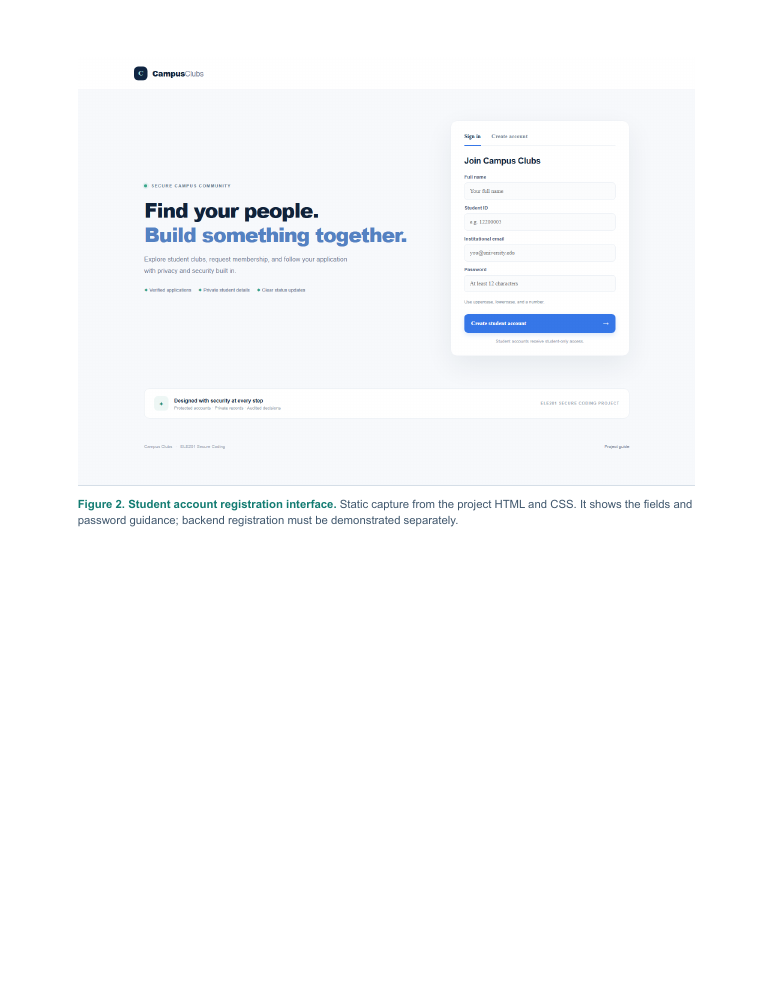 C CampusClubs
SECURE CAMPUS COMMUNITY
Find your people.
Build something together.
Explore student clubs, request membership, and follow your application
with privacy and security built in.
Verified applications Private student details Clear status updates
Sign in Create account
Join Campus Clubs
Full name
Your full name
Student ID
e.g. 12200003
Institutional email
you@university.edu
Password
At least 12 characters
Use uppercase, lowercase, and a number.
Create student account →
Student accounts receive student-only access.
Designed with security at every step
Protected accounts · Private records · Audited decisions
SECURE CODING PROJECT
Campus Clubs · Secure Coding
Project guide
Figure 2. Student account registration interface. Static capture from the project HTML and CSS. It shows the fields and
password guidance; backend registration must be demonstrated separately.